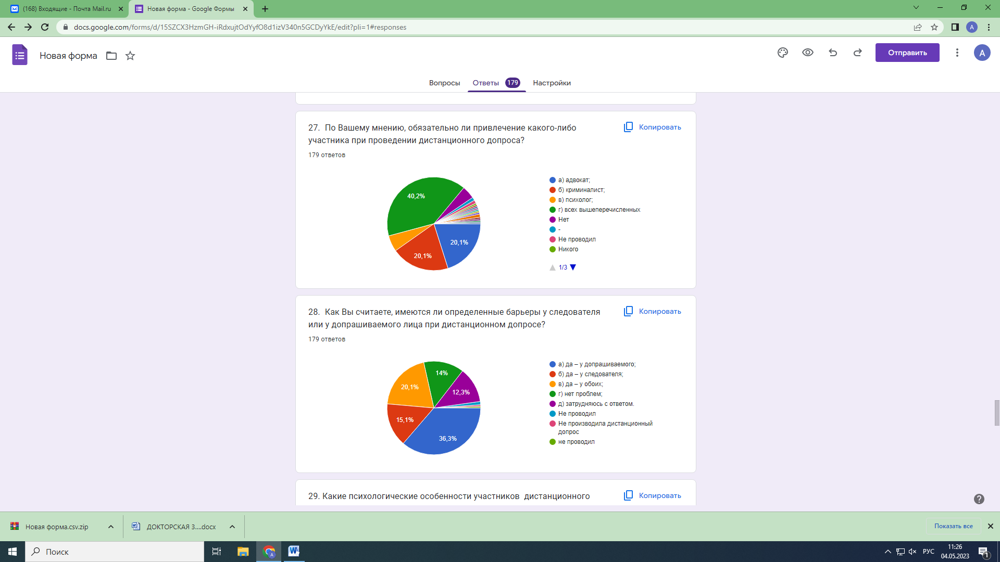 (168) Входящие - Почта Mail.ru
Новая форма - Google Формы
docs.google.com/forms/d/15SZCX3HzmGH-iRdxujtOdYyfO8d1izV340n5GCDyYkE/edit?pli=1#responses
A
Новая форма
Отправить
A
Вопросы
Ответы 179
Настройки
27. По Вашему мнению, обязательно ли привлечение какого-либо
участника при проведении дистанционного допроса?
Копировать
179 ответов
40,2%
20,1%
20,1%
а) адвокат;
б) криминалист;
в) психолог;
г) всех вышеперечисленных
Нет
-
Не проводил
Никого
1/3
28. Как Вы считаете, имеются ли определенные барьеры у следователя
или у допрашиваемого лица при дистанционном допросе?
Копировать
179 ответов
14%
20,1%
12,3%
15,1%
36,3%
а) да – у допрашиваемого;
б) да – у следователя;
в) да – у обоих;
г) нет проблем;
д) затрудняюсь с ответом.
Не проводил
Не производила дистанционный
допрос
не проводил
29. Какие психологические особенности участников дистанционного
Копировать
Новая форма.csv.zip
ДОКТОРСКАЯ 3....docx
Показать все
Поиск
A
W
РУС
11:26
04.05.2023
1